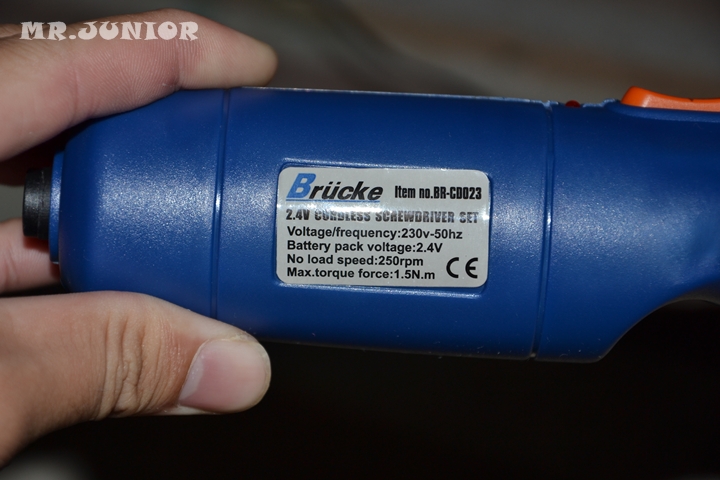 MR.JUNIOR
Brücke Item no.BR-CD023
2.4V CORDLESS SCREWDRIVER SET
Voltage/frequency:230v-50hz
Battery pack voltage:2.4V
No load speed:250rpm
Max.torque force:1.5N.m CE